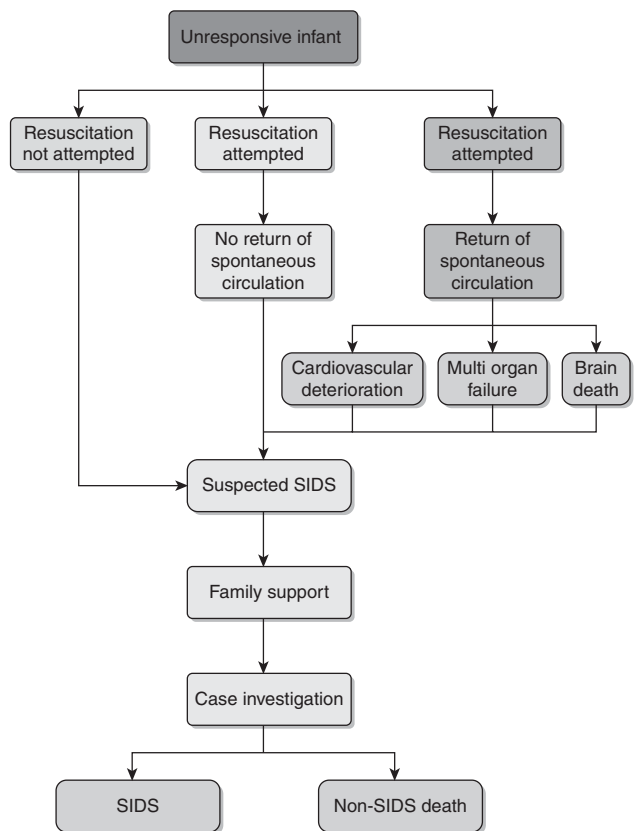 Unresponsive infant
Resuscitation
not attempted
Resuscitation
attempted
Resuscitation
attempted
No return of
spontaneous
circulation
Return of
spontaneous
circulation
Cardiovascular
deterioration
Multi organ
failure
Brain
death
Suspected SIDS
Family support
Case investigation
SIDS
Non-SIDS death